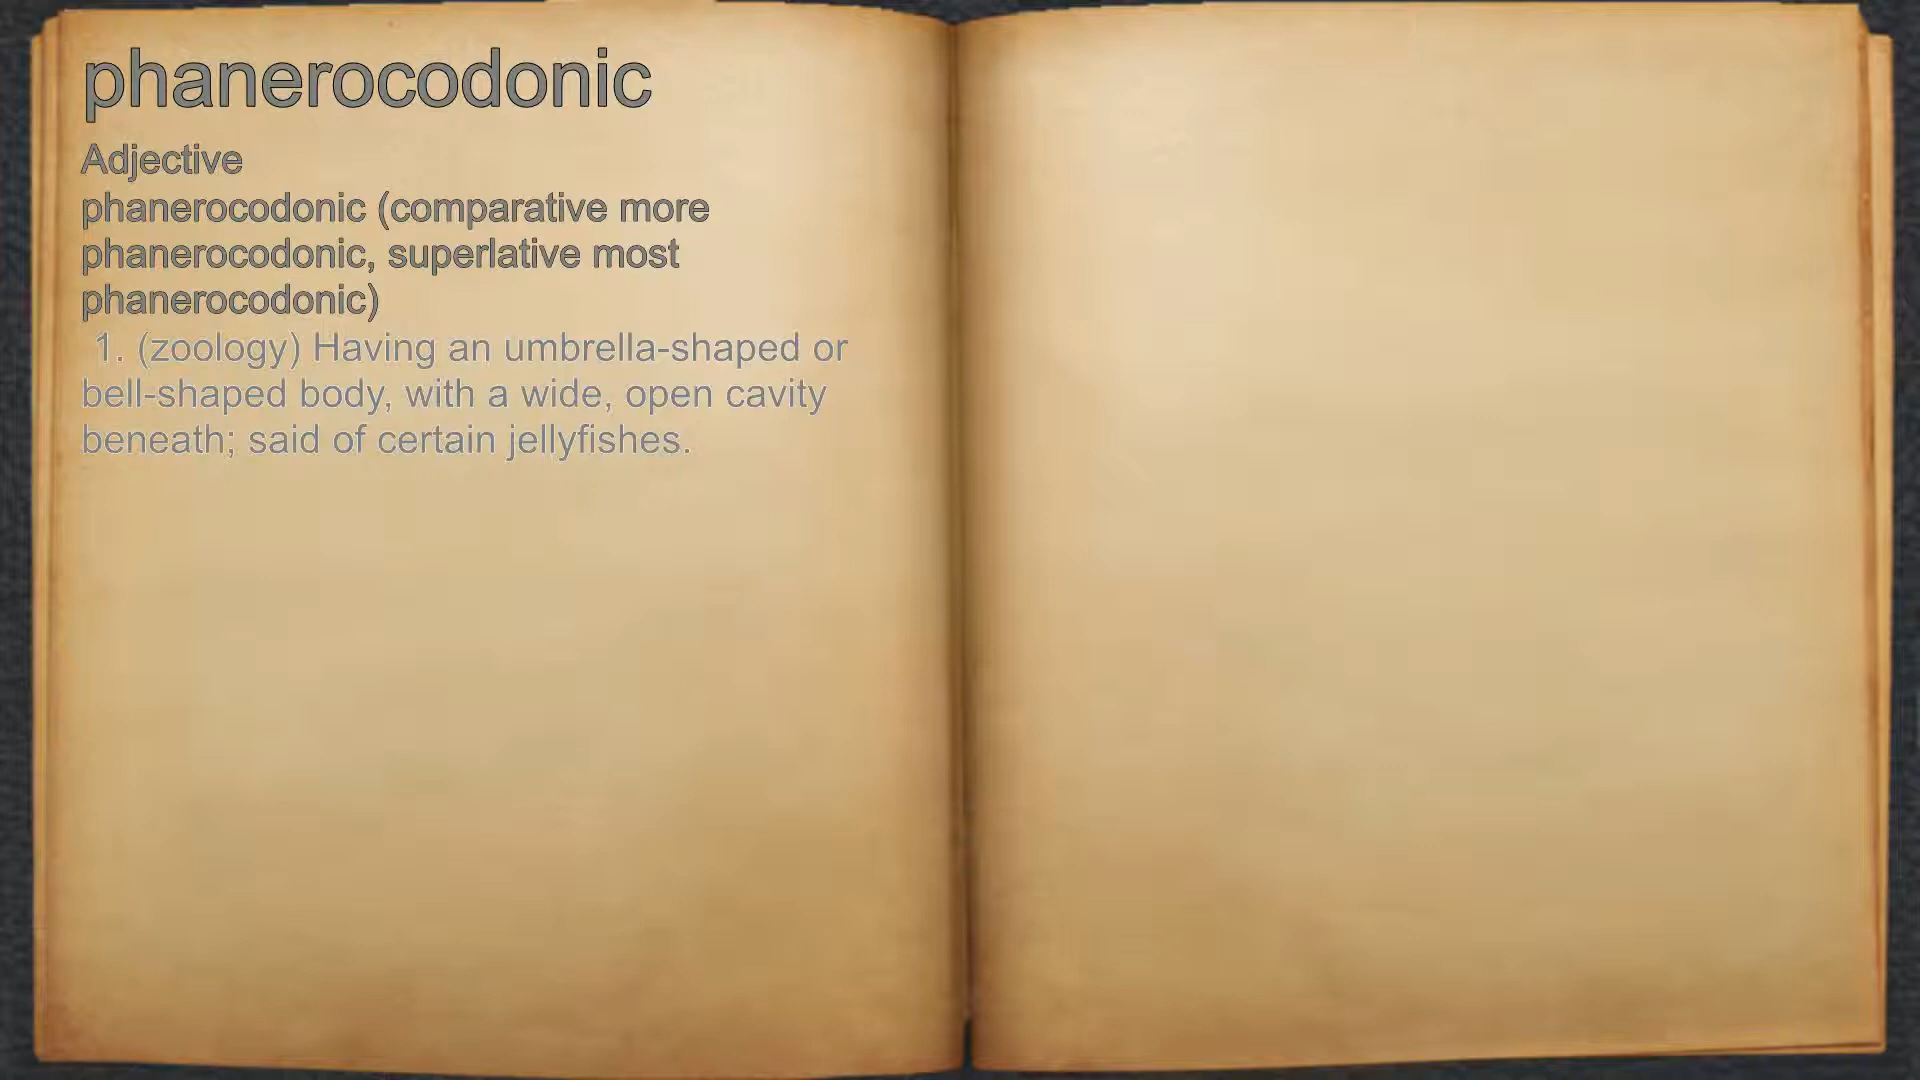 phanerocodonic
Adjective
phanerocodonic (comparative more
phanerocodonic, superlative most
phanerocodonic)
1. (zoology) Having an umbrella-shaped or
bell-shaped body, with a wide, open cavity
beneath; said of certain jellyfishes.